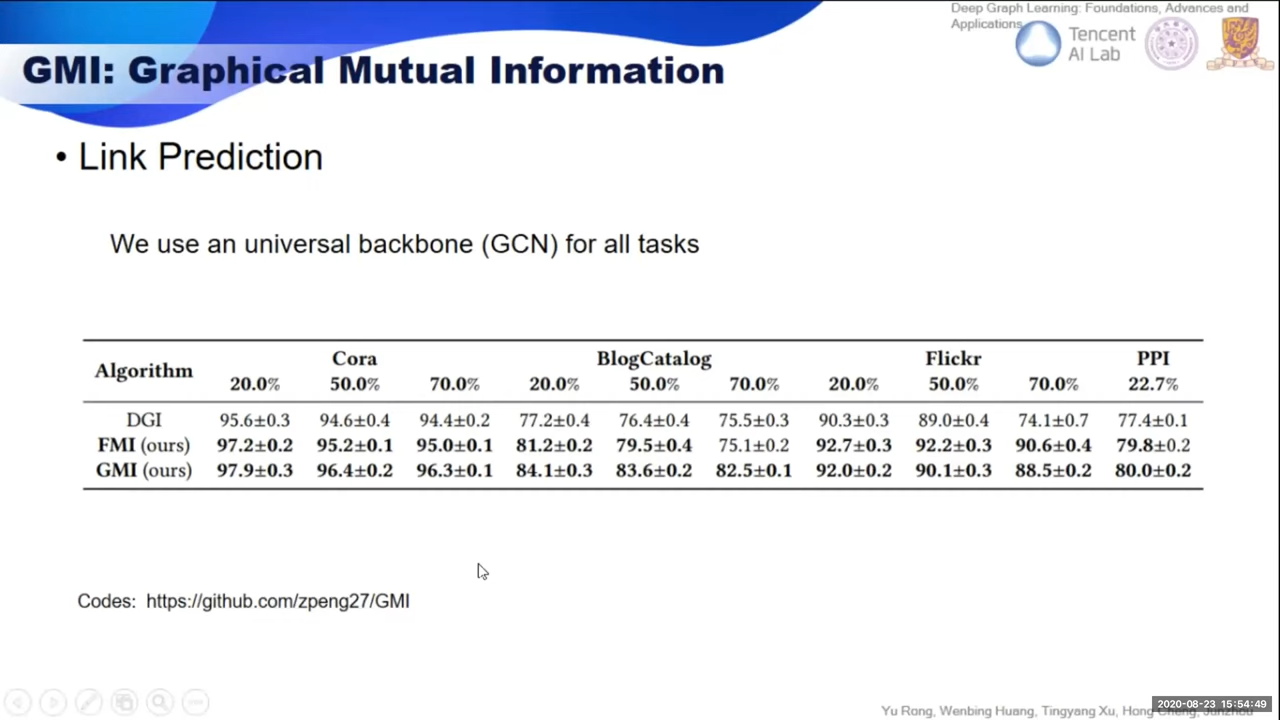 Deep Graph Learning: Foundations, Advances and
Applications
Tencent
AI Lab
GMI: Graphical Mutual Information
• Link Prediction
We use an universal backbone (GCN) for all tasks
Algorithm Cora BlogCatalog Flickr PPI
20.0% 50.0% 70.0% 20.0% 50.0% 70.0% 20.0% 50.0% 70.0% 22.7%
DGI 95.6±0.3 94.6±0.4 94.4±0.2 77.2±0.4 76.4±0.4 75.5±0.3 90.3±0.3 89.0±0.4 74.1±0.7 77.4±0.1
FMI (ours) 97.2±0.2 95.2±0.1 95.0±0.1 81.2±0.2 79.5±0.4 75.1±0.2 92.7±0.3 92.2±0.3 90.6±0.4 79.8±0.2
GMI (ours) 97.9±0.3 96.4±0.2 96.3±0.1 84.1±0.3 83.6±0.2 82.5±0.1 92.0±0.2 90.1±0.3 88.5±0.2 80.0±0.2
Codes: https://github.com/zpeng27/GMI
2020-08-23 15:54:49
Yu Rong, Wenbing Huang, Tingyang Xu, Hong